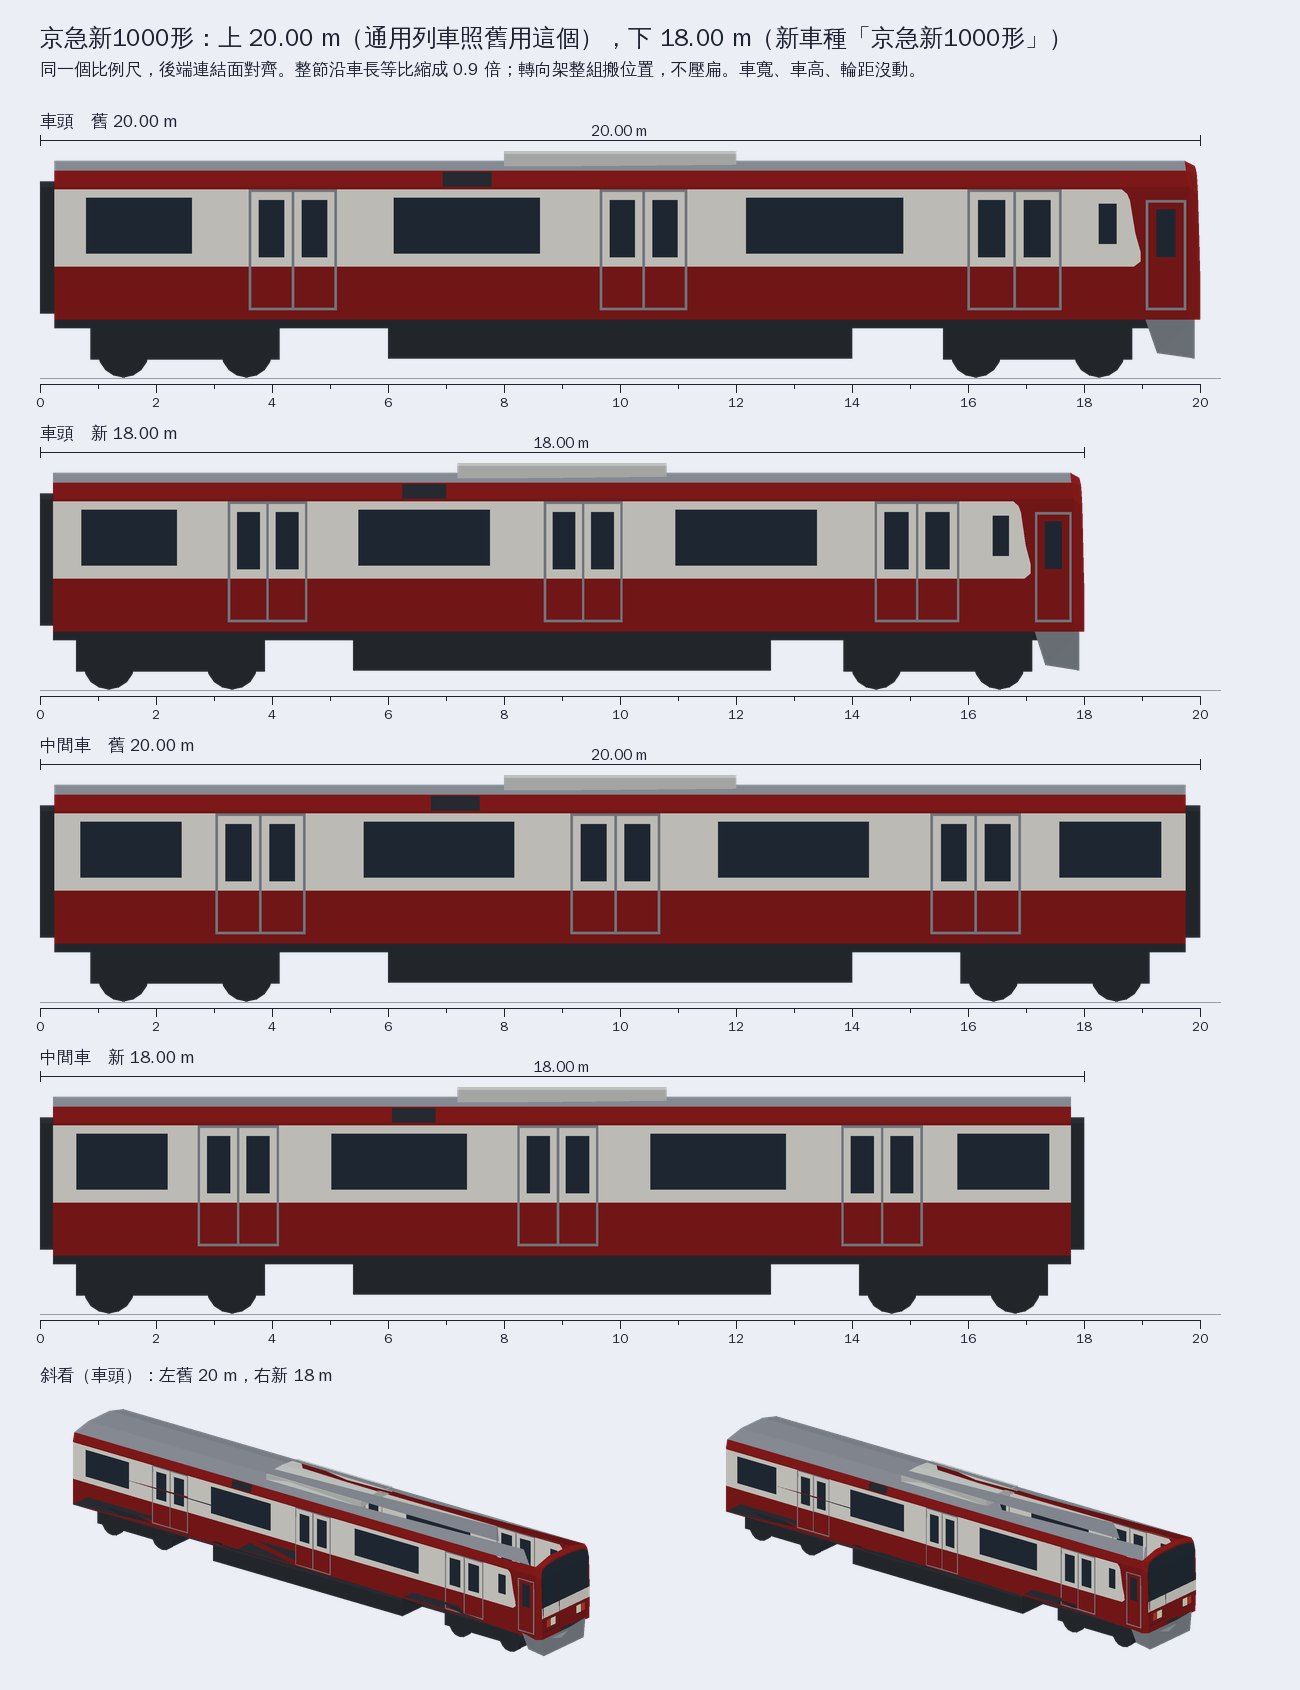 京急新1000形：上 20.00 m（通用列車照舊用這個），下 18.00 m（新車種「京急新1000形」）
同一個比例尺，後端連結面對齊。整節沿車長等比縮成 0.9 倍；轉向架整組搬位置，不壓扁。車寬、車高、輪距沒動。
車頭　舊 20.00 m
20.00 m
0 2 4 6 8 10 12 14 16 18 20
車頭　新 18.00 m
18.00 m
0 2 4 6 8 10 12 14 16 18 20
中間車　舊 20.00 m
20.00 m
0 2 4 6 8 10 12 14 16 18 20
中間車　新 18.00 m
18.00 m
0 2 4 6 8 10 12 14 16 18 20
斜看（車頭）：左舊 20 m，右新 18 m